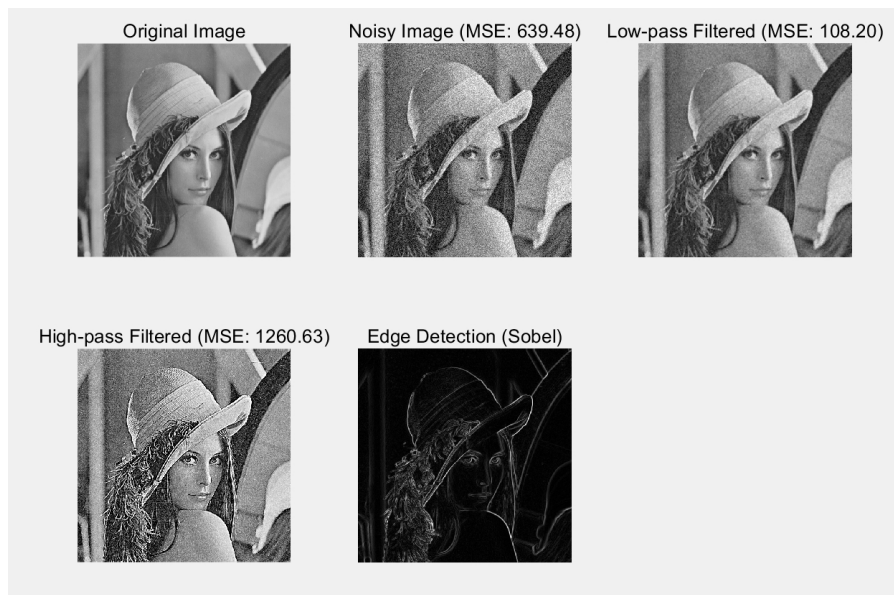 Original Image
Noisy Image (MSE: 639.48)
Low-pass Filtered (MSE: 108.20)
High-pass Filtered (MSE: 1260.63)
Edge Detection (Sobel)